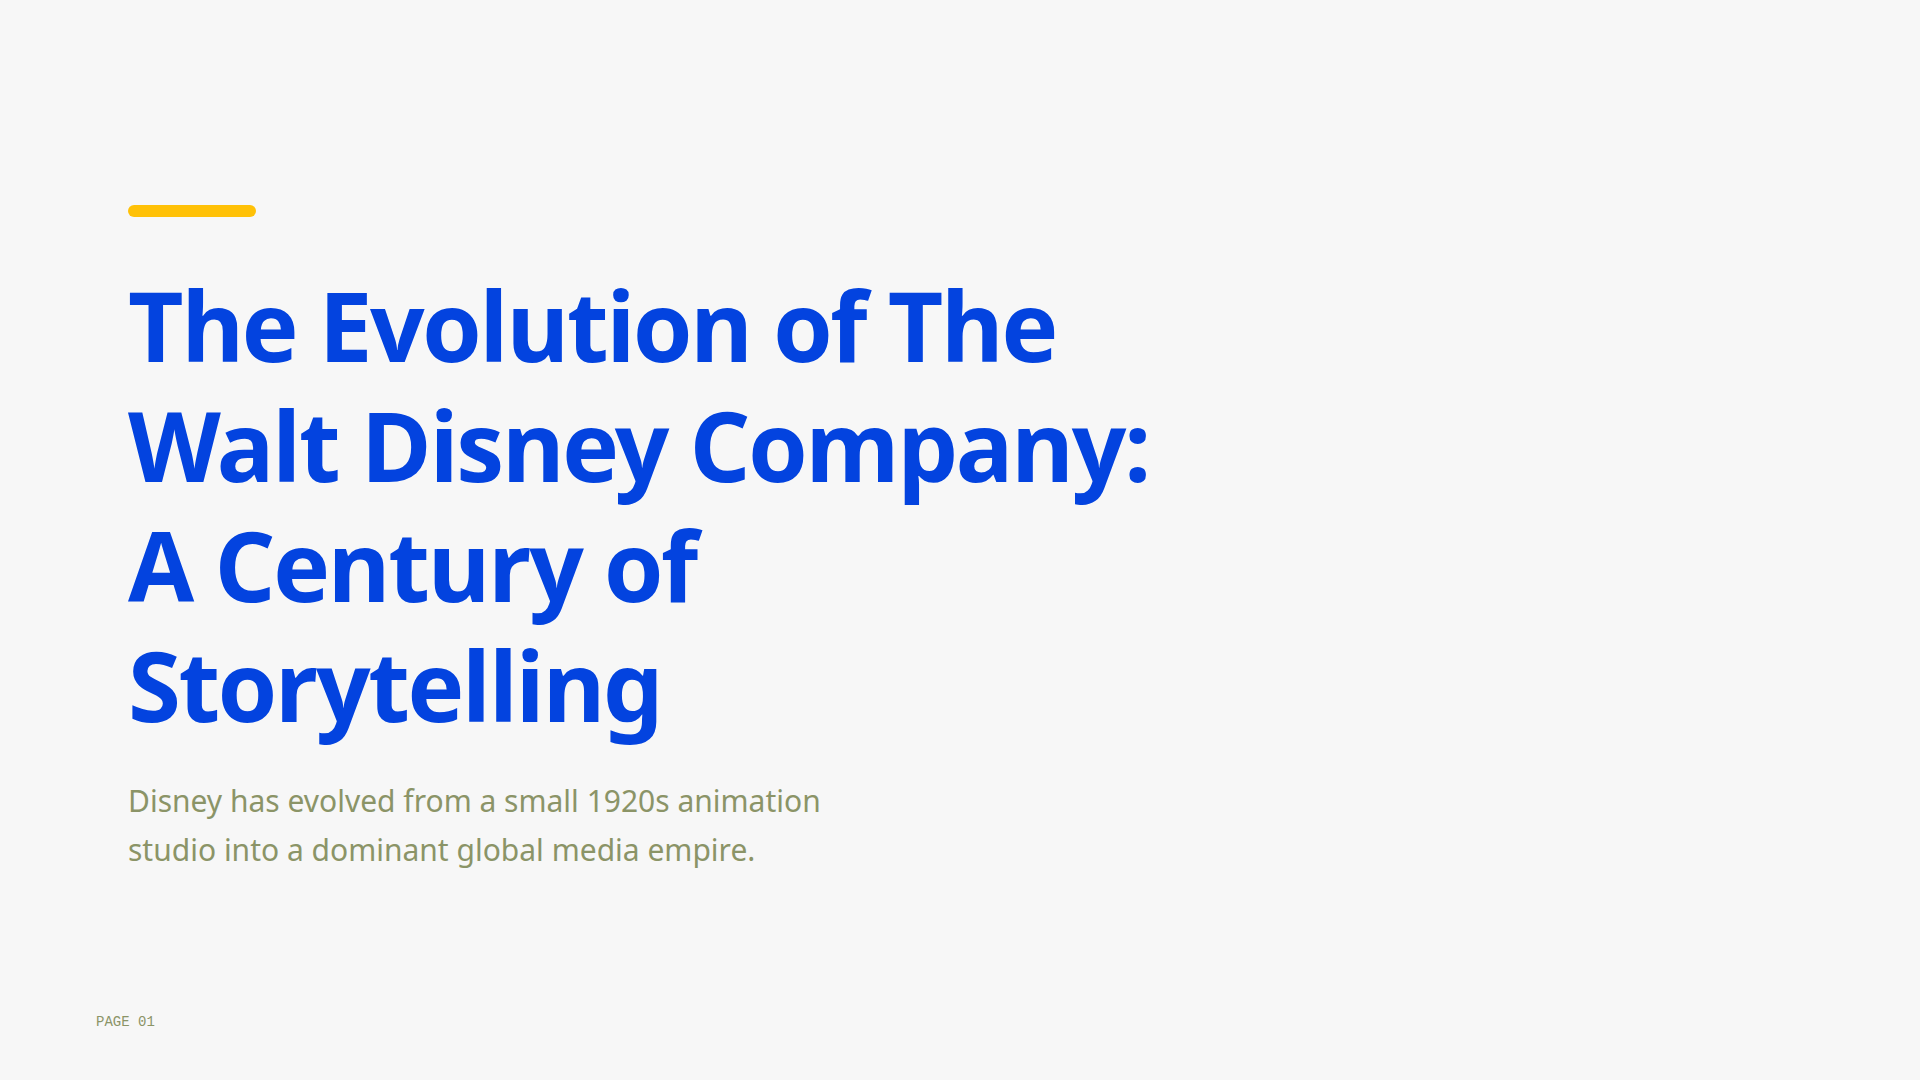 The Evolution of The
Walt Disney Company:
A Century of
Storytelling
Disney has evolved from a small 1920s animation
studio into a dominant global media empire.
PAGE 01